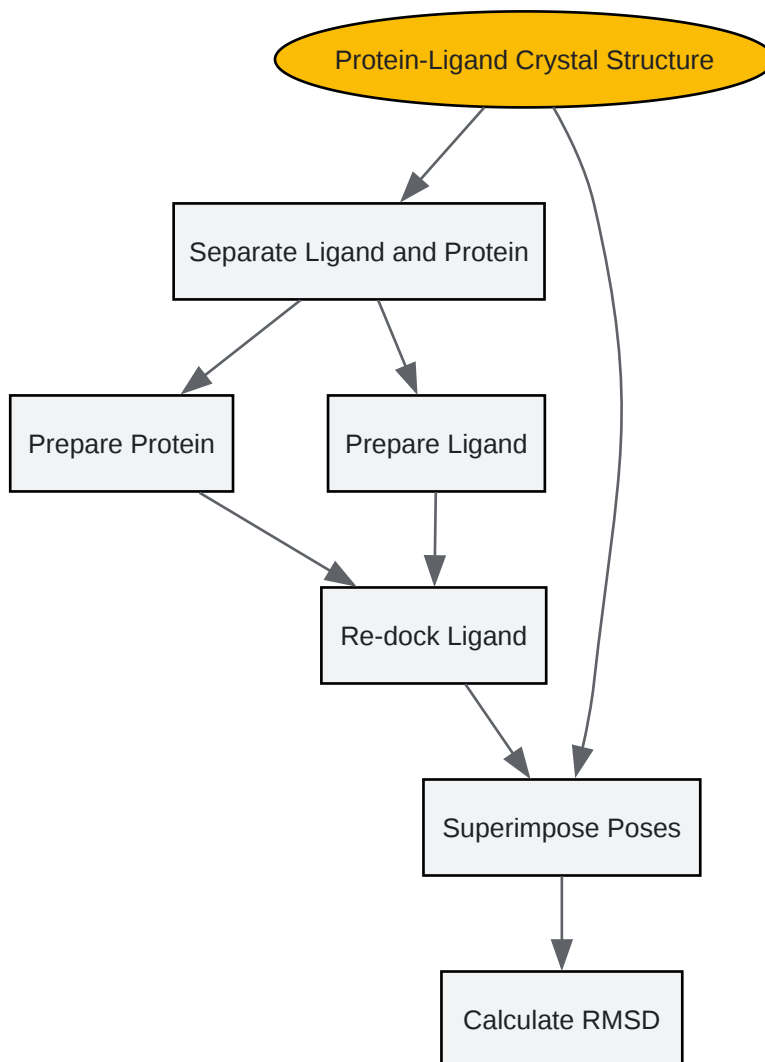 Protein-Ligand Crystal Structure
Separate Ligand and Protein
Prepare Protein
Prepare Ligand
Re-dock Ligand
Superimpose Poses
Calculate RMSD